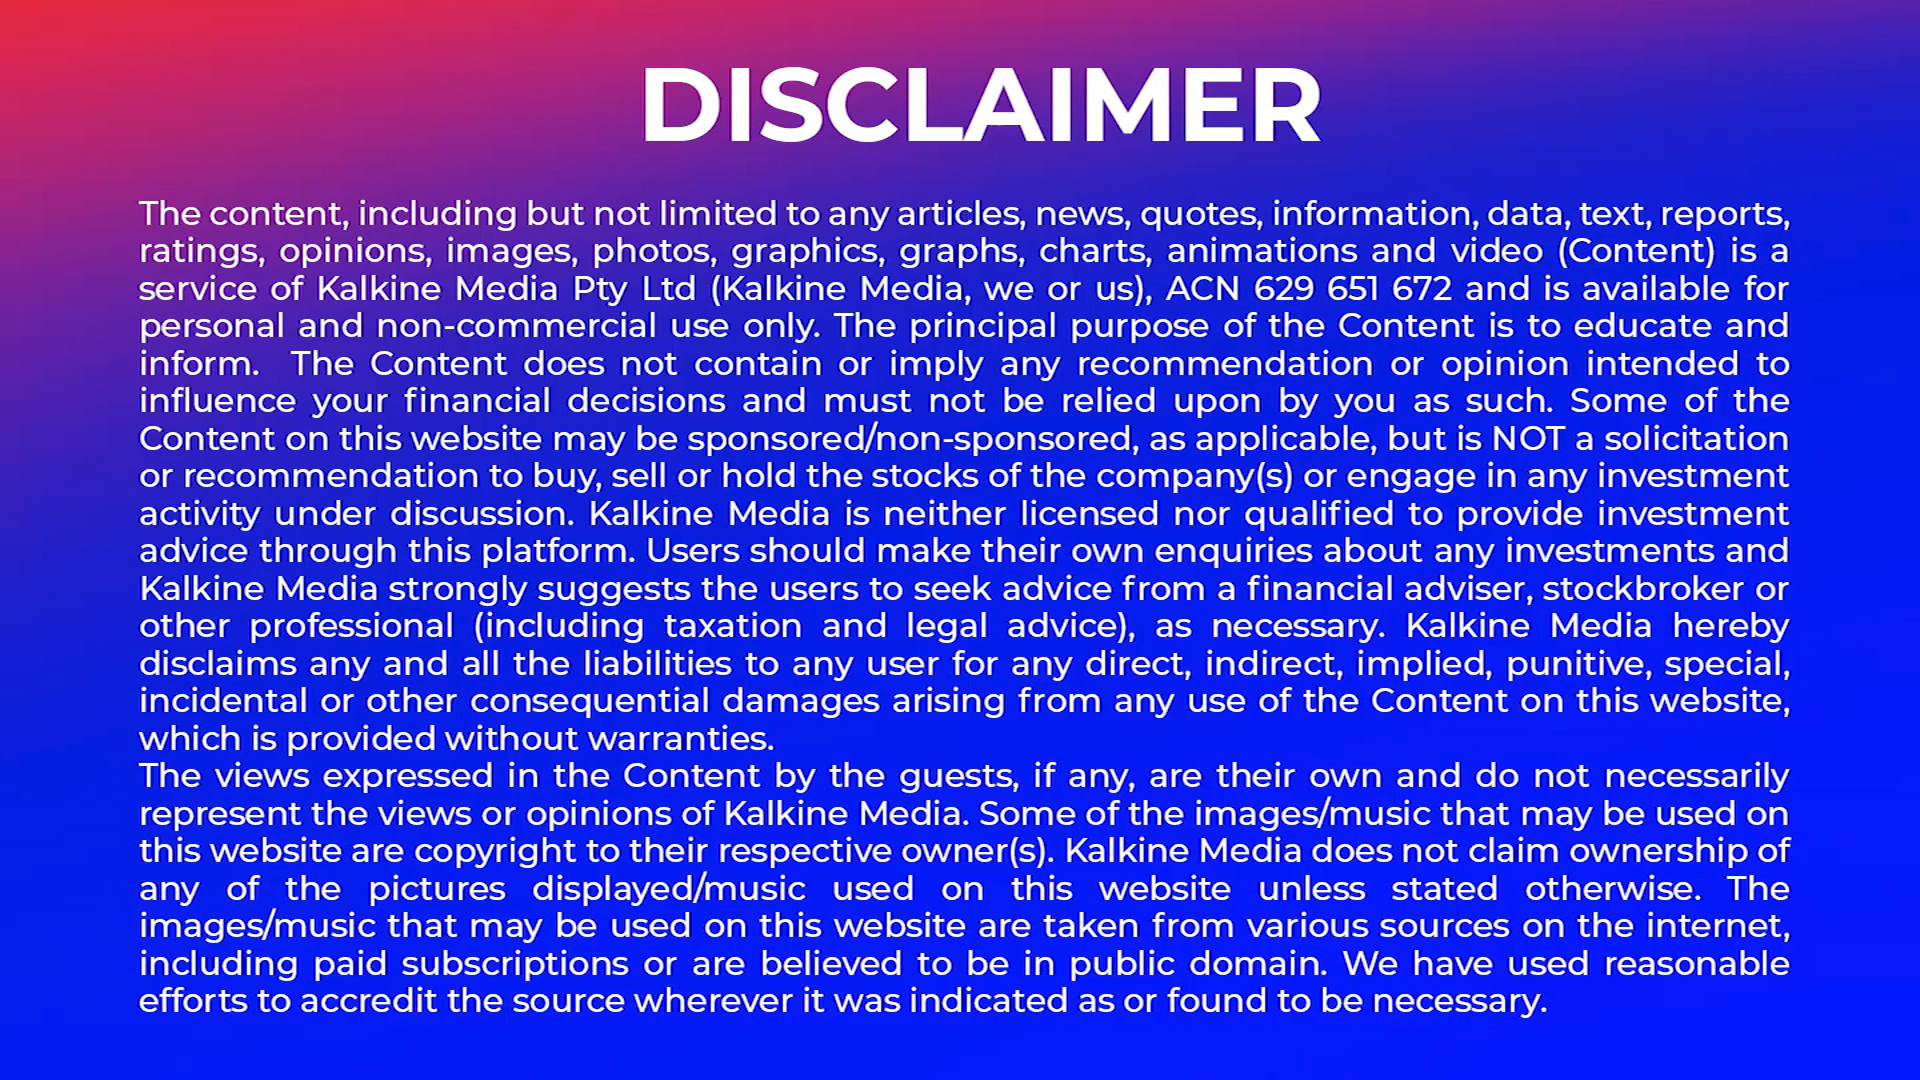 DISCLAIMER
The content, including but not limited to any articles, news, quotes, information, data, text, reports,
ratings, opinions, images, photos, graphics, graphs, charts, animations and video (Content) is a
service of Kalkine Media Pty Ltd (Kalkine Media, we or us), ACN 629 651 672 and is available for
personal and non-commercial use only. The principal purpose of the Content is to educate and
inform.  The Content does not contain or imply any recommendation or opinion intended to
influence your financial decisions and must not be relied upon by you as such. Some of the
Content on this website may be sponsored/non-sponsored, as applicable, but is NOT a solicitation
or recommendation to buy, sell or hold the stocks of the company(s) or engage in any investment
activity under discussion. Kalkine Media is neither licensed nor qualified to provide investment
advice through this platform. Users should make their own enquiries about any investments and
Kalkine Media strongly suggests the users to seek advice from a financial adviser, stockbroker or
other professional (including taxation and legal advice), as necessary. Kalkine Media hereby
disclaims any and all the liabilities to any user for any direct, indirect, implied, punitive, special,
incidental or other consequential damages arising from any use of the Content on this website,
which is provided without warranties.
The views expressed in the Content by the guests, if any, are their own and do not necessarily
represent the views or opinions of Kalkine Media. Some of the images/music that may be used on
this website are copyright to their respective owner(s). Kalkine Media does not claim ownership of
any of the pictures displayed/music used on this website unless stated otherwise. The
images/music that may be used on this website are taken from various sources on the internet,
including paid subscriptions or are believed to be in public domain. We have used reasonable
efforts to accredit the source wherever it was indicated as or found to be necessary.